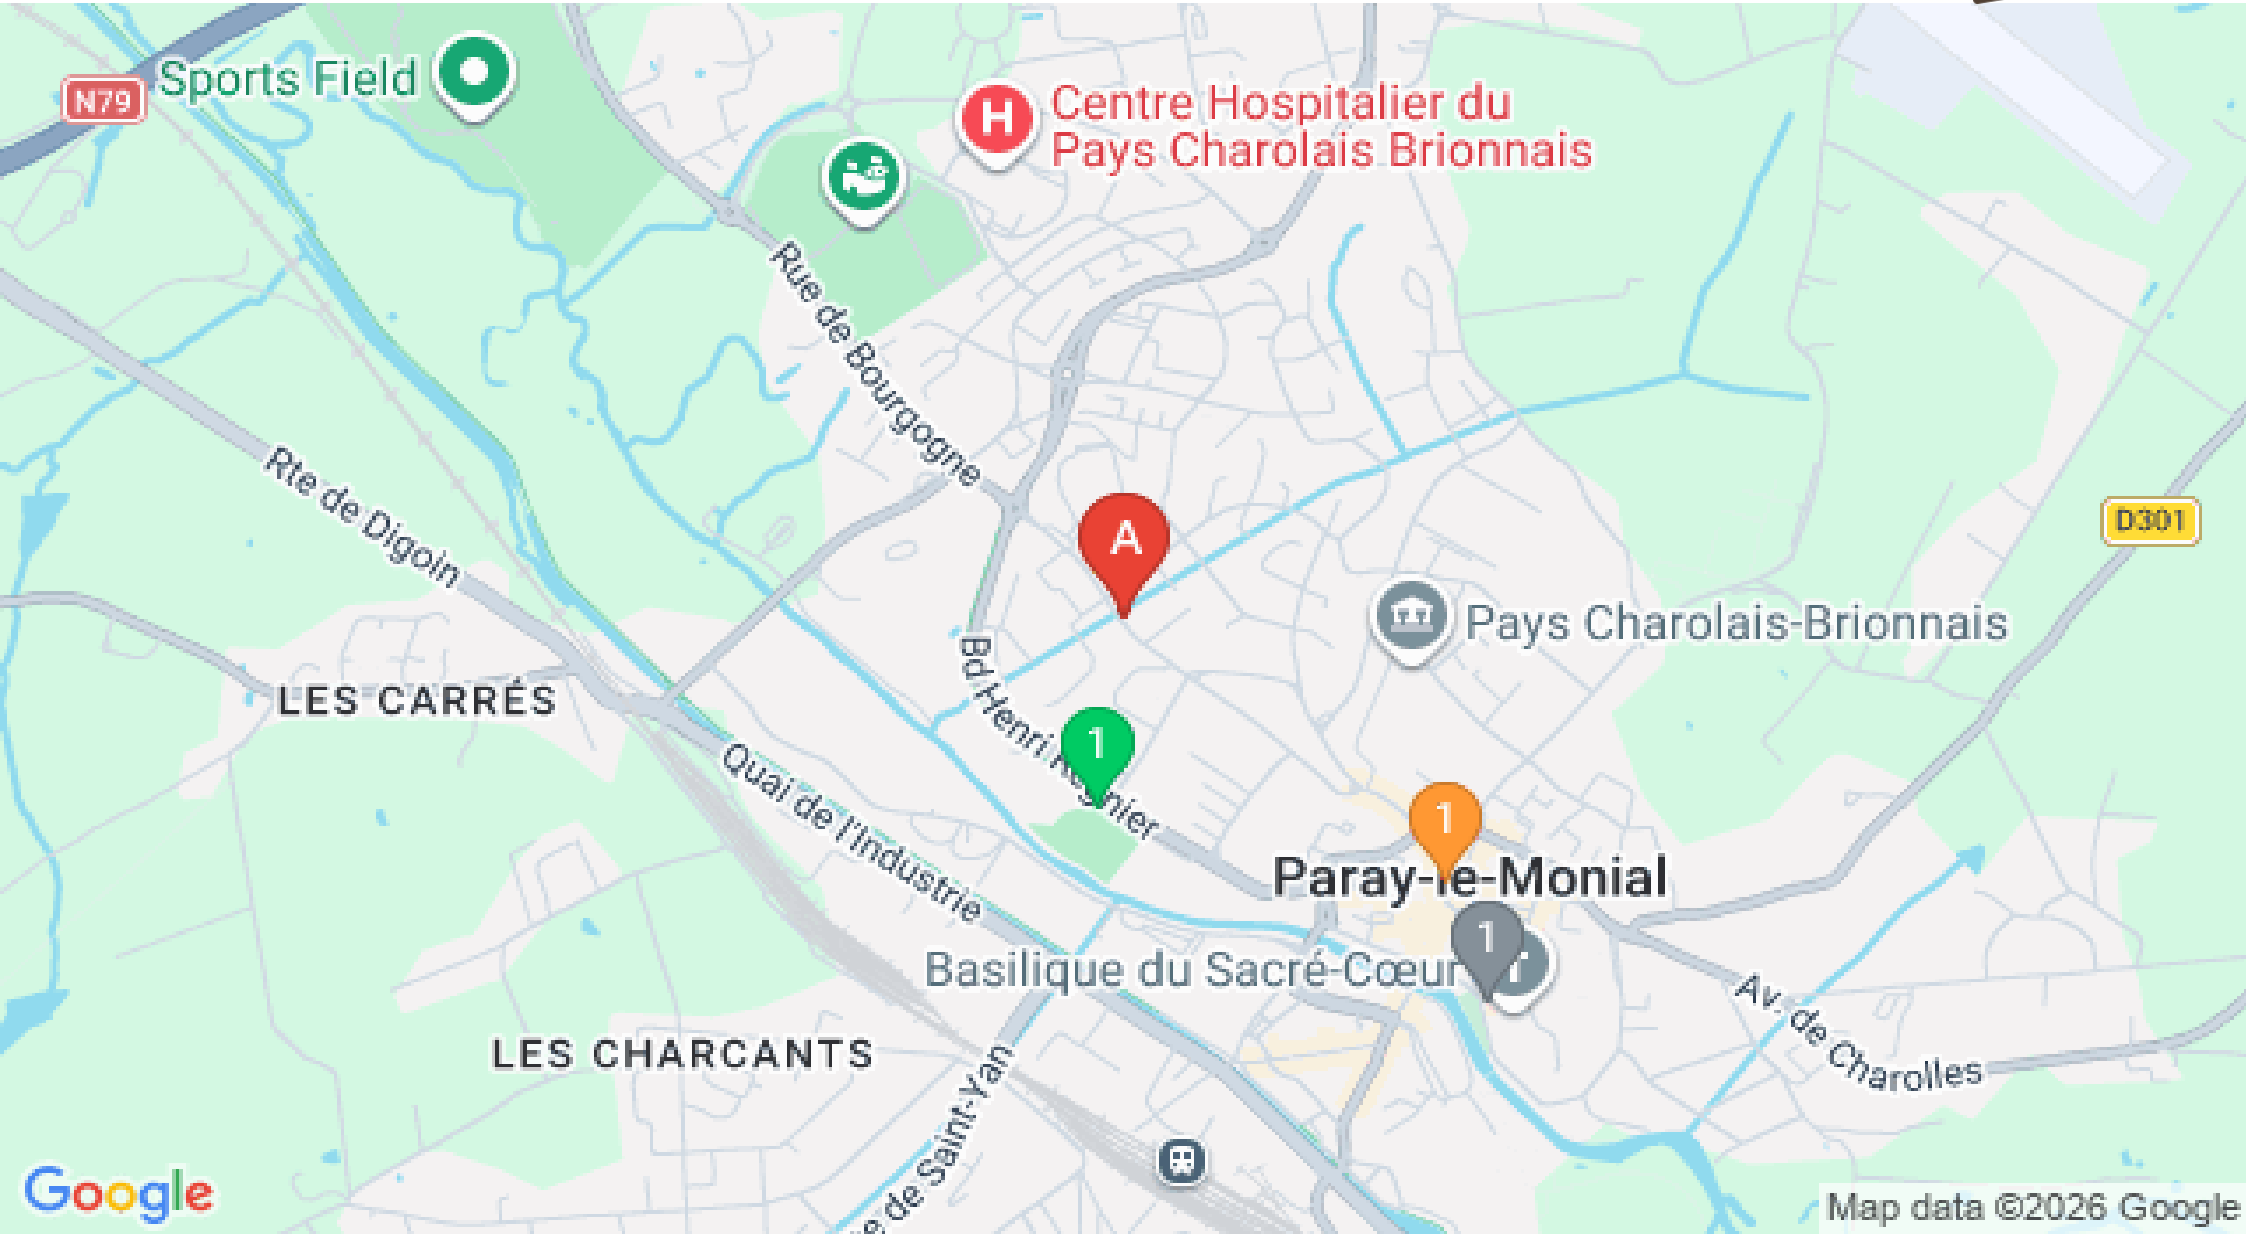 Sports Field
N79
Centre Hospitalier du
Pays Charolais Brionnais
H
Rue de Bourgogne
Rte de Digoin
A
D301
Pays Charolais-Brionnais
LES CARRÉS
Bd Henri
1
Quai de l'Industrie
1
Paray-le-Monial
1
Basilique du Sacré-Cœur
Av. de Charolles
LES CHARCANTS
de Saint-Yan
Google
Map data ©2026 Google